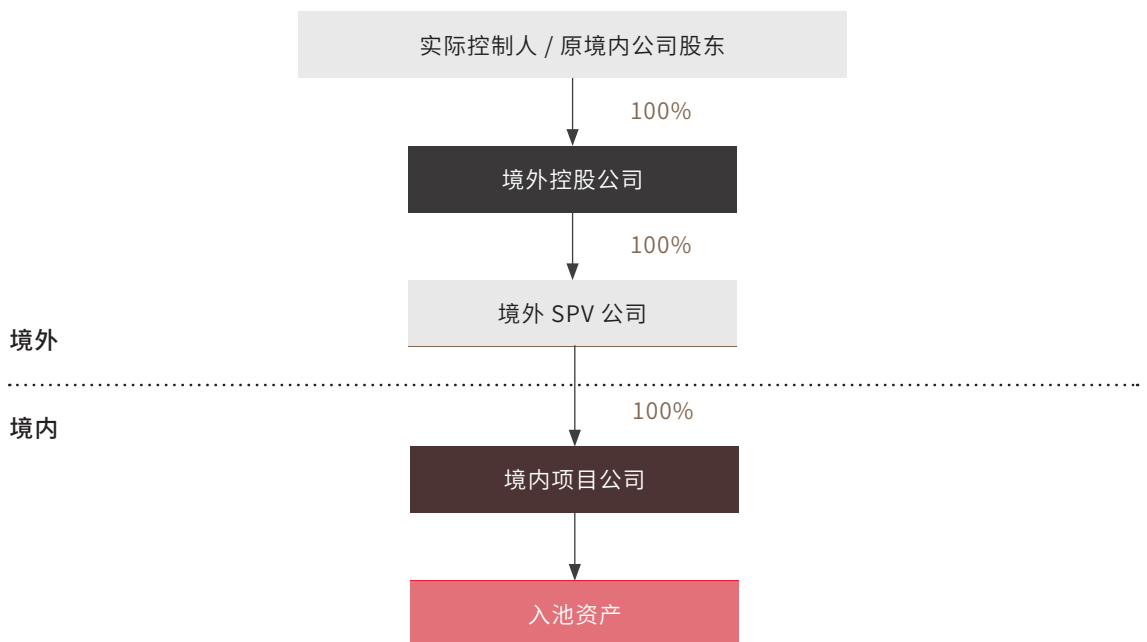 实际控制人 / 原境内公司股东
100%
境外控股公司
100%
境外 SPV 公司
境外
境内
100%
境内项目公司
入池资产